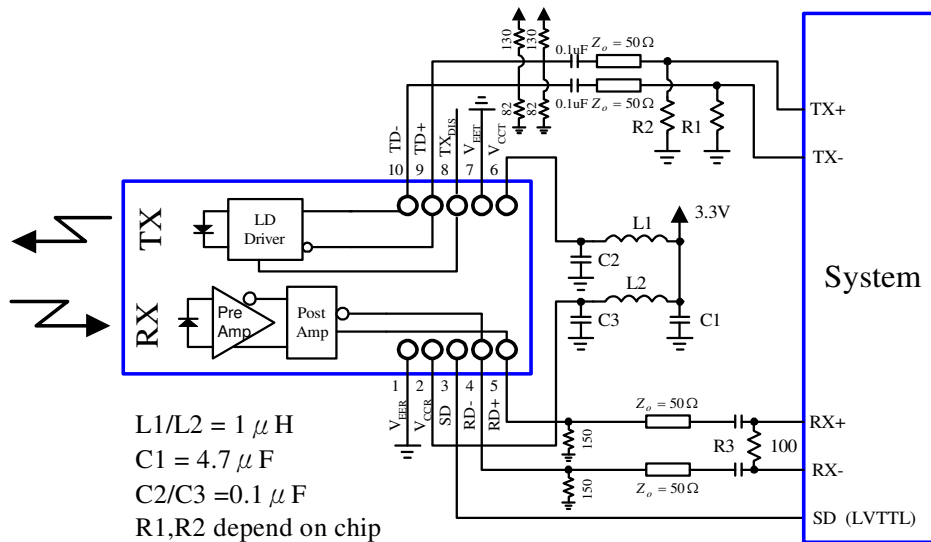 130
130
0.1uF
Zo = 50Ω
0.1uF
Zo = 50Ω
82
82
R2
R1
TX+
TX-
TD-
TD+
TXDIS
VEET
VCCT
10
9
8
7
6
TX
LD
Driver
L1
3.3V
C2
L2
C3
C1
System
RX
Pre
Amp
Post
Amp
1
2
3
4
5
VEER
VCCR
SD
RD-
RD+
Zo = 50Ω
150
R3
100
RX+
150
Zo = 50Ω
RX-
SD (LVTTL)
L1/L2 = 1 μH
C1 = 4.7 μF
C2/C3 =0.1 μF
R1,R2 depend on chip